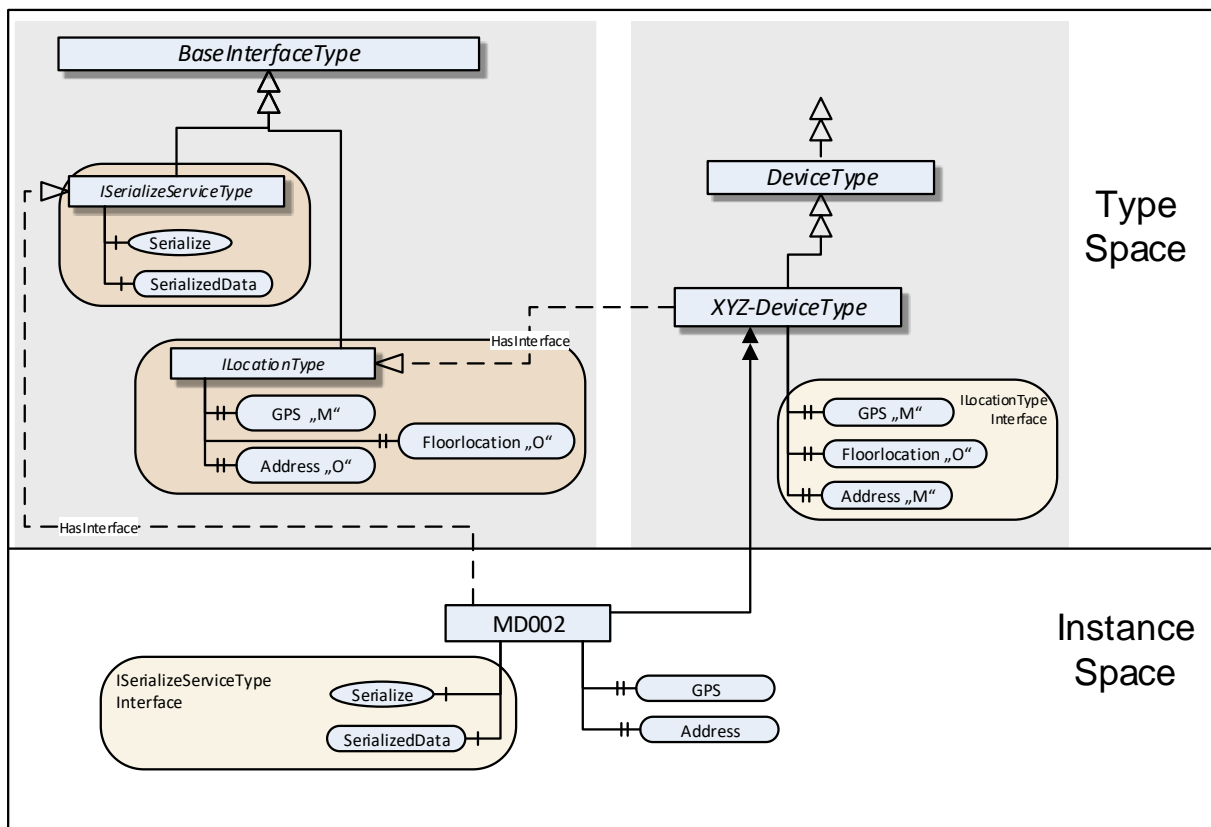 BaseInterfaceType
ISerializeServiceType
Serialize
SerializedData
HasInterface
ILocationType
GPS „M“
Floorlocation „O“
Address „O“
HasInterface
DeviceType
XYZ-DeviceType
ILocationType
Interface
GPS „M“
Floorlocation „O“
Address „M“
Type
Space
MD002
ISerializeServiceType
Interface
Serialize
SerializedData
GPS
Address
Instance
Space